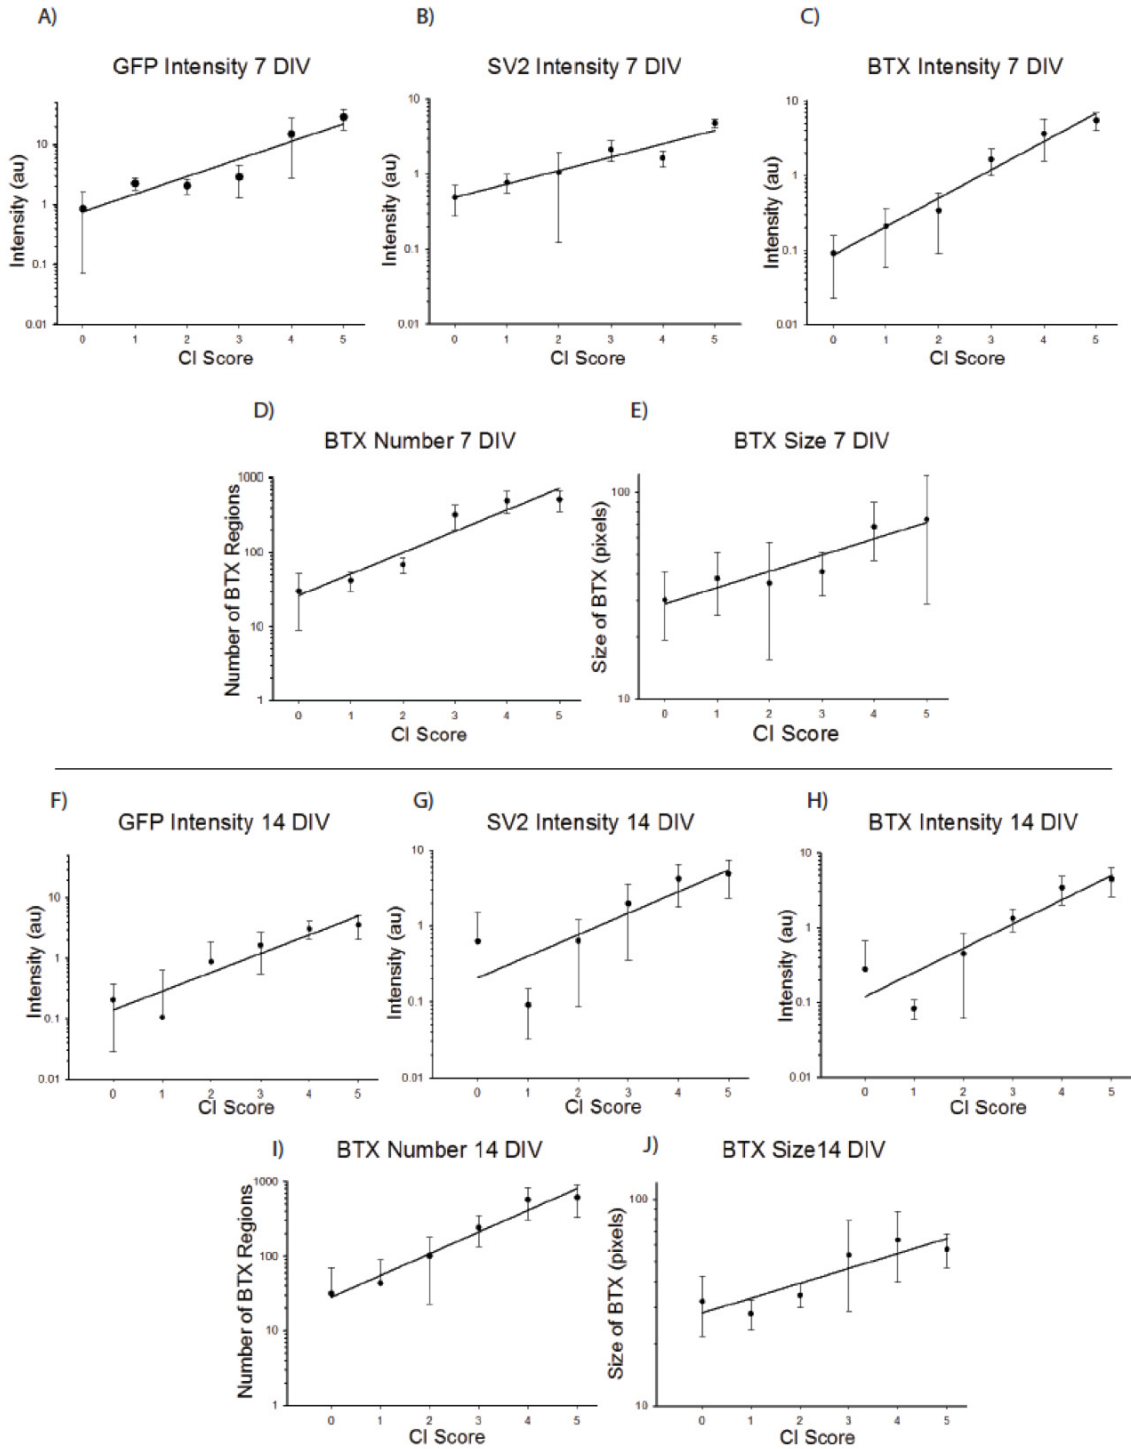 A)
GFP Intensity 7 DIV
Intensity (au)
10
1
0.1
0.01
0 1 2 3 4 5
CI Score
B)
SV2 Intensity 7 DIV
Intensity (au)
10
1
0.1
0.01
0 1 2 3 4 5
CI Score
C)
BTX Intensity 7 DIV
Intensity (au)
10
1
0.1
0.01
0 1 2 3 4 5
CI Score
D)
BTX Number 7 DIV
Number of BTX Regions
1000
100
10
1
0 1 2 3 4 5
CI Score
E)
BTX Size 7 DIV
Size of BTX (pixels)
100
10
0 1 2 3 4 5
CI Score
F)
GFP Intensity 14 DIV
Intensity (au)
10
1
0.1
0.01
0 1 2 3 4 5
CI Score
G)
SV2 Intensity 14 DIV
Intensity (au)
10
1
0.1
0.01
0 1 2 3 4 5
CI Score
H)
BTX Intensity 14 DIV
Intensity (au)
10
1
0.1
0.01
0 1 2 3 4 5
CI Score
I)
BTX Number 14 DIV
Number of BTX Regions
1000
100
10
1
0 1 2 3 4 5
CI Score
J)
BTX Size14 DIV
Size of BTX (pixels)
100
10
0 1 2 3 4 5
CI Score